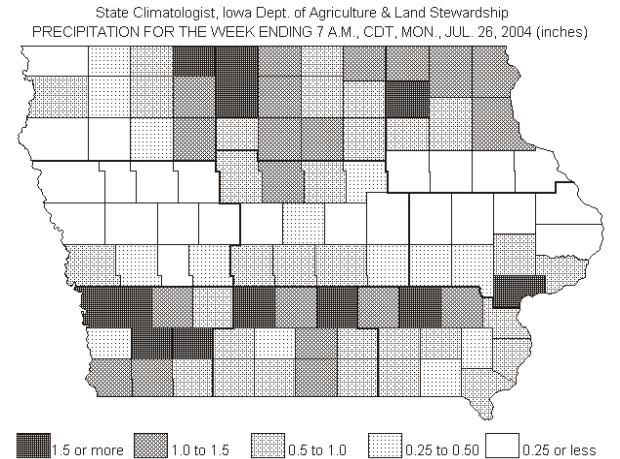 State Climatologist, Iowa Dept. of Agriculture & Land Stewardship
PRECIPITATION FOR THE WEEK ENDING 7 A.M., CDT, MON., JUL. 26, 2004 (inches)
1.5 or more 1.0 to 1.5 0.5 to 1.0 0.25 to 0.50 0.25 or less